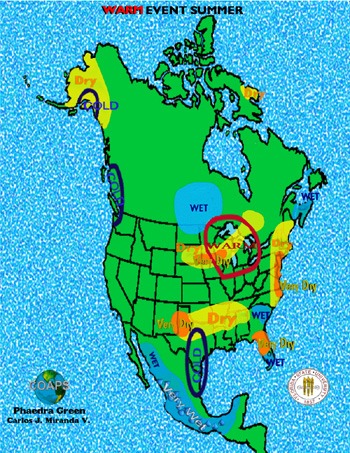 WARM EVENT SUMMER
Dry
COLD
Dry
COLD
WET
WET
Dry
WARM
Dry
Very Dry
Very Dry
Very Dry
Dry
WET
Very Dry
WET
COLD
WET
Very Wet
COAPS
Phaedra Green
Carlos J. Miranda V.